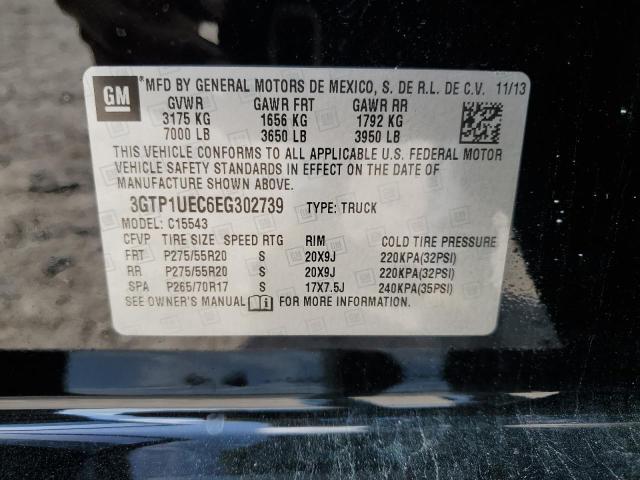 GM *MFD BY GENERAL MOTORS DE MEXICO, S. DE R.L. DE C.V. 11/13
GVWR GAWR FRT GAWR RR
3175 KG 1656 KG 1792 KG
7000 LB 3650 LB 3950 LB
THIS VEHICLE CONFORMS TO ALL APPLICABLE U.S. FEDERAL MOTOR
VEHICLE SAFETY STANDARDS IN EFFECT ON THE DATE OF
MANUFACTURE SHOWN ABOVE.
3GTP1UEC6EG302739 TYPE: TRUCK
MODEL: C15543
CFVP TIRE SIZE SPEED RTG RIM COLD TIRE PRESSURE
FRT P275/55R20 S 20X9J 220KPA(32PSI)
RR P275/55R20 S 20X9J 220KPA(32PSI)
SPA P265/70R17 S 17X7.5J 240KPA(35PSI)
SEE OWNER'S MANUAL FOR MORE INFORMATION.